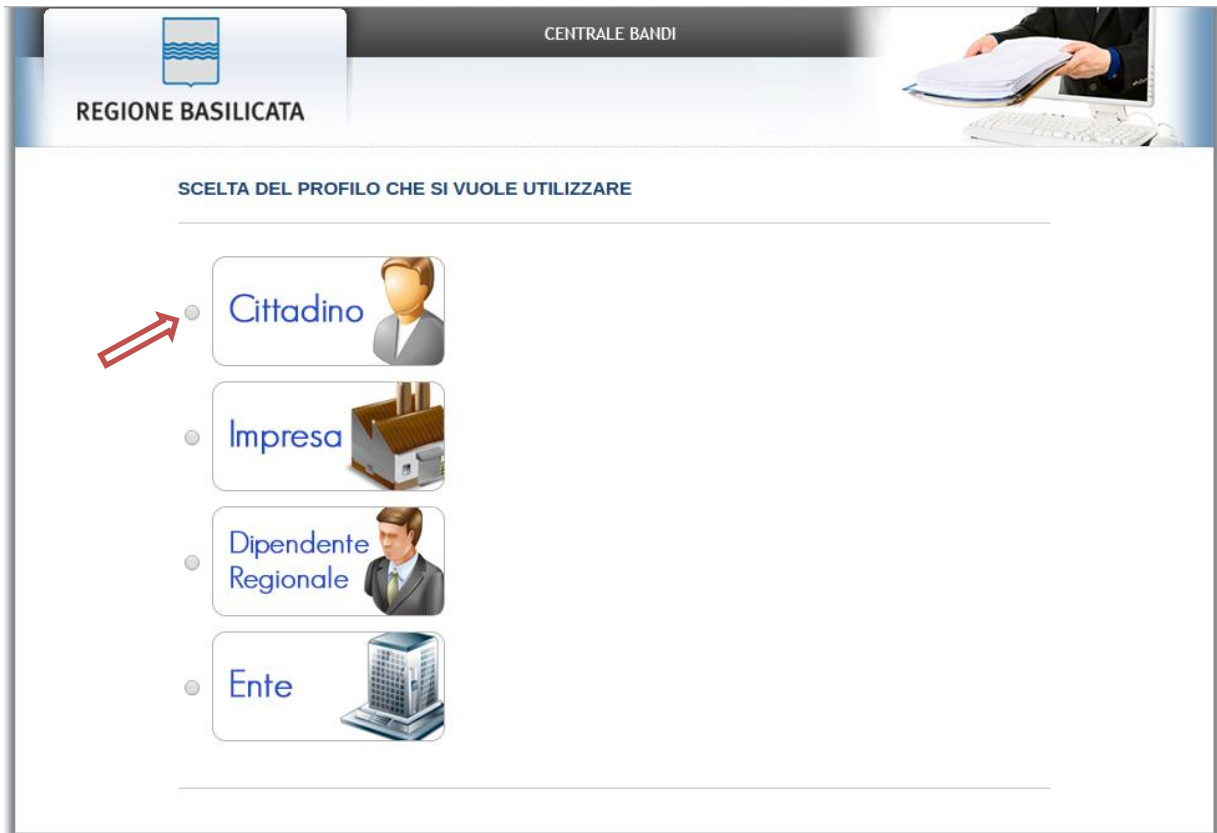 CENTRALE BANDI
REGIONE BASILICATA
SCELTA DEL PROFILO CHE SI VUOLE UTILIZZARE
Cittadino
Impresa
Dipendente
Regionale
Ente